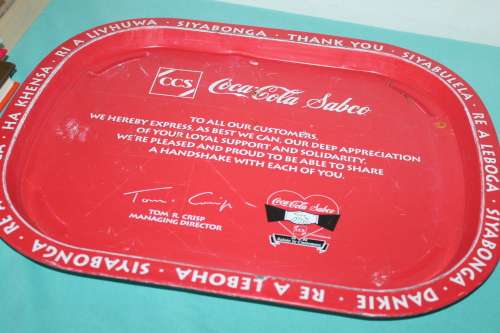 HA KHENSA · RI A LIVHUWA · SIYABONGA · THANK YOU · SIYABULELA · RE A LEBOGA
SIYABONGA · DANKIE · RE A LEBOHA · SIYABONGA · RE A
CCS
Coca-Cola Sabco
TO ALL OUR CUSTOMERS,
WE HEREBY EXPRESS, AS BEST WE CAN, OUR DEEP APPRECIATION
OF YOUR LOYAL SUPPORT AND SOLIDARITY.
WE'RE PLEASED AND PROUD TO BE ABLE TO SHARE
A HANDSHAKE WITH EACH OF YOU.
Tom R. Crisp
TOM R. CRISP
MANAGING DIRECTOR
Coca-Cola Sabco